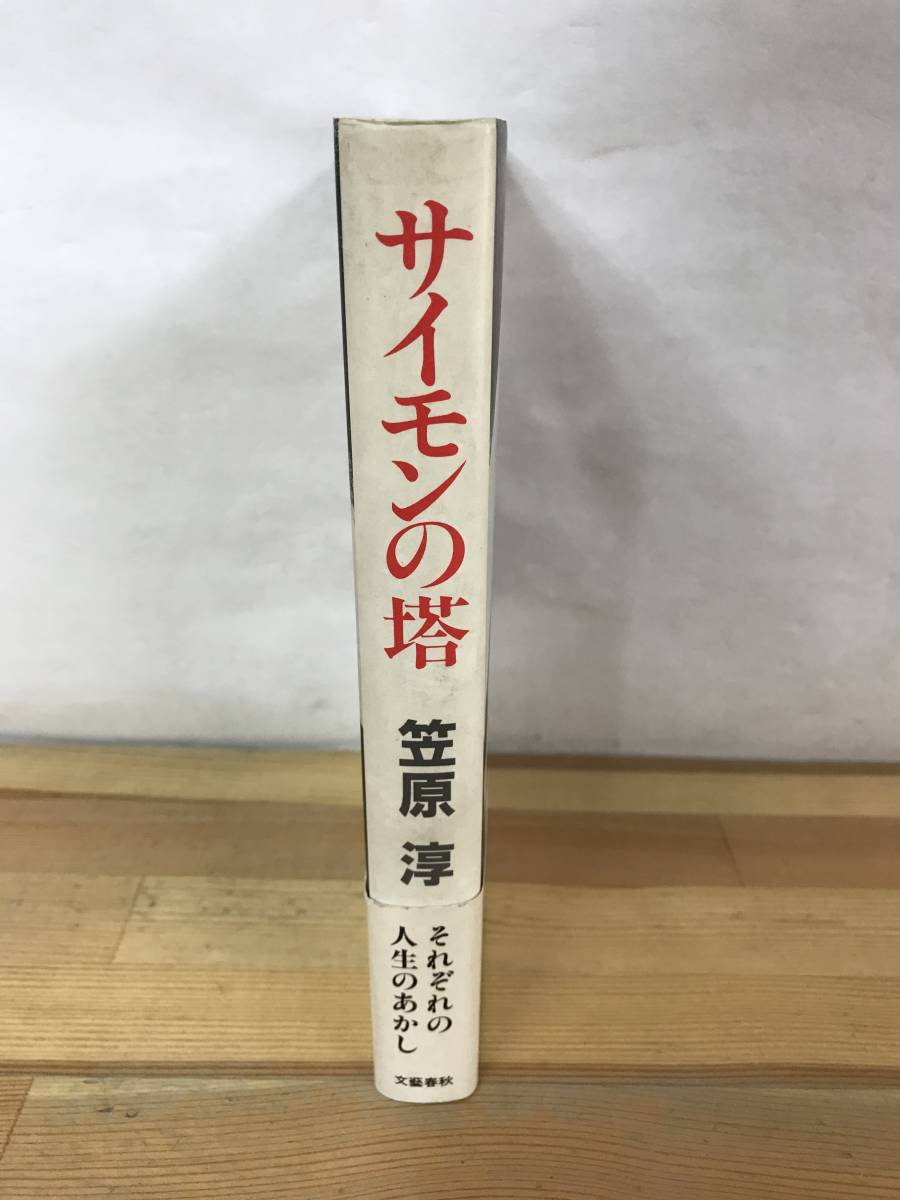 サイモンの塔
笠原 淳
それぞれの
人生のあかし
文藝春秋